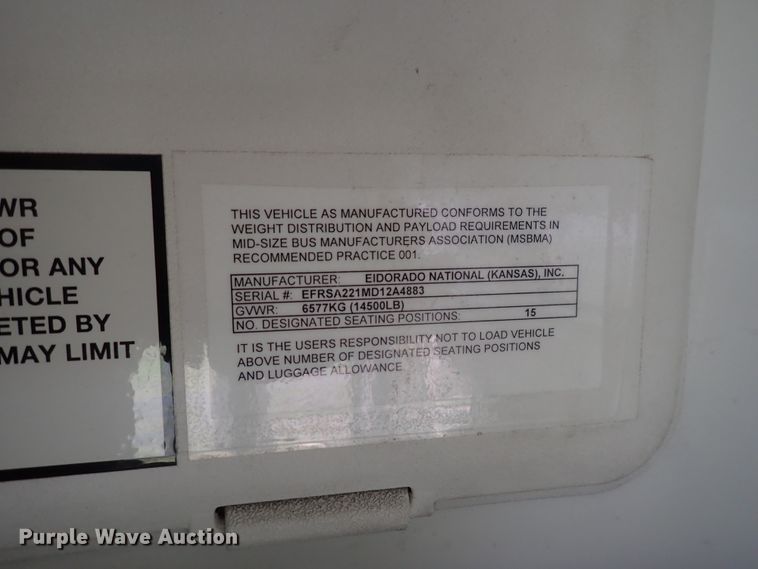 WR
OF
OR ANY
HICLE
ETED BY
MAY LIMIT
THIS VEHICLE AS MANUFACTURED CONFORMS TO THE
WEIGHT DISTRIBUTION AND PAYLOAD REQUIREMENTS IN
MID-SIZE BUS MANUFACTURERS ASSOCIATION (MSBMA)
RECOMMENDED PRACTICE 001.
MANUFACTURER: EIDORADO NATIONAL (KANSAS), INC.
SERIAL #: EFRSA221MD12A4883
GVWR: 6577KG (14500LB)
NO. DESIGNATED SEATING POSITIONS: 15
IT IS THE USERS RESPONSIBILITY NOT TO LOAD VEHICLE
ABOVE NUMBER OF DESIGNATED SEATING POSITIONS
AND LUGGAGE ALLOWANCE
Purple Wave Auction
Purple Wave Auction